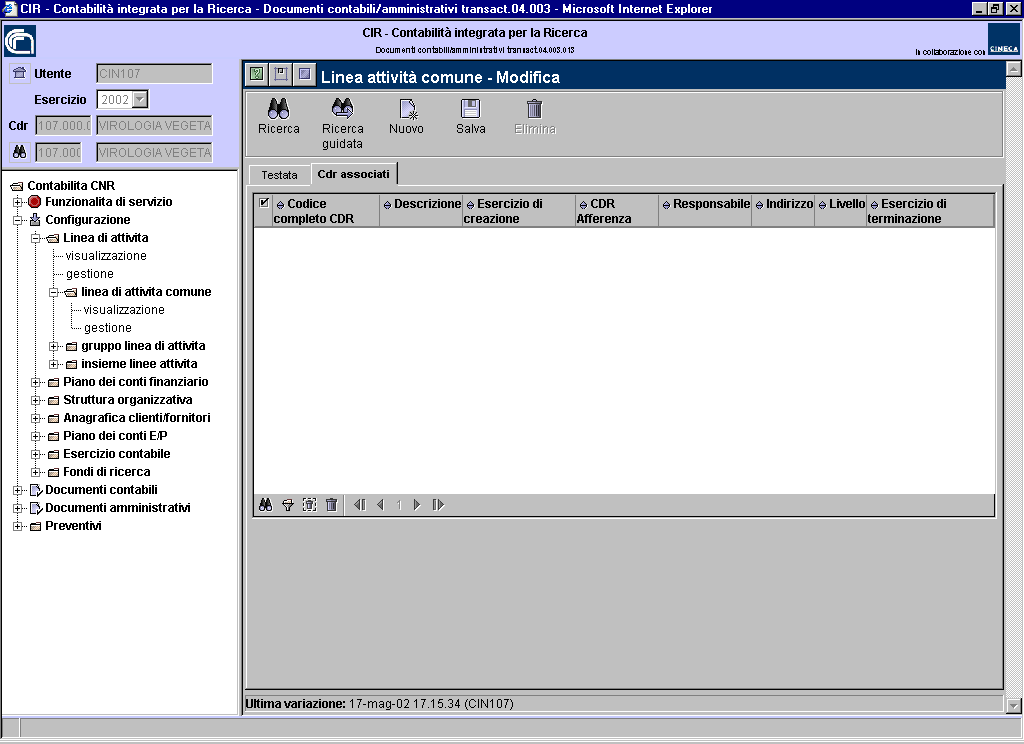 CIR - Contabilità integrata per la Ricerca - Documenti contabili/amministrativi transact.04.003 - Microsoft Internet Explorer
CIR - Contabilità integrata per la Ricerca
Documenti contabili/amministrativi transact.04.003.013
In collaborazione con
CINECA
Utente CIN107
Esercizio 2002
Cdr 107.000.0 VIROLOGIA VEGETA
107.000 VIROLOGIA VEGETA
Contabilita CNR
Funzionalita di servizio
Configurazione
Linea di attivita
visualizzazione
gestione
linea di attivita comune
visualizzazione
gestione
gruppo linea di attivita
insieme linee attivita
Piano dei conti finanziario
Struttura organizzativa
Anagrafica clienti/fornitori
Piano dei conti E/P
Esercizio contabile
Fondi di ricerca
Documenti contabili
Documenti amministrativi
Preventivi
Linea attività comune - Modifica
Ricerca
Ricerca guidata
Nuovo
Salva
Elimina
Testata
Cdr associati
Codice completo CDR
Descrizione
Esercizio di creazione
CDR Afferenza
Responsabile
Indirizzo
Livello
Esercizio di terminazione
1
Ultima variazione: 17-mag-02 17.15.34 (CIN107)